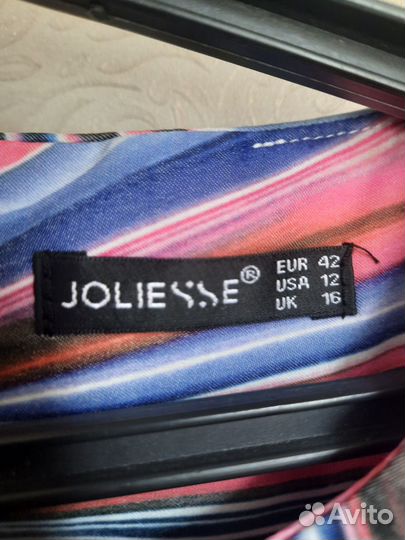 JOLIESSE®
EUR 42
USA 12
UK 16
Avito